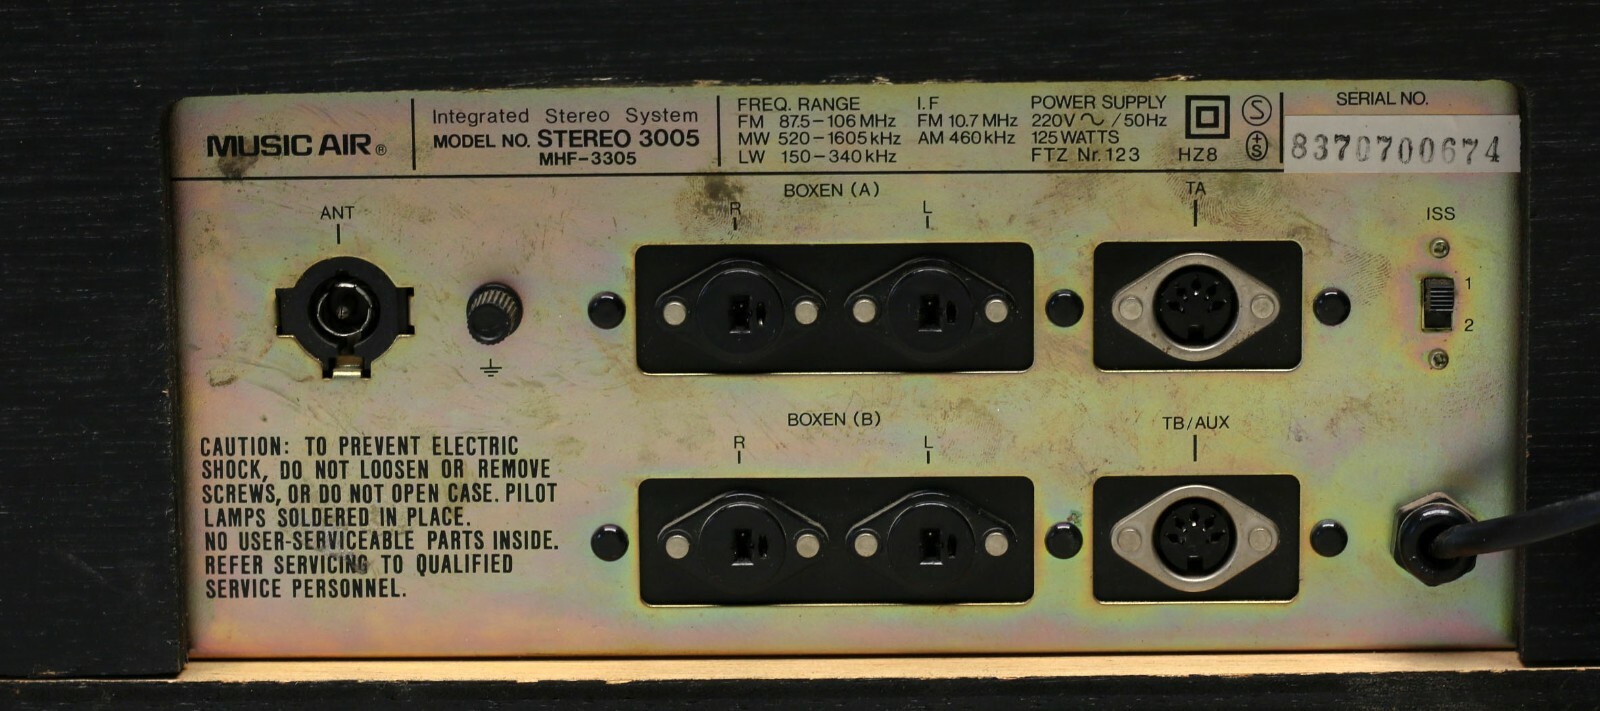 MUSIC AIR®
Integrated Stereo System
MODEL NO. STEREO 3005
MHF-3305
FREQ. RANGE I.F
FM 87.5-106 MHz FM 10.7 MHz
MW 520-1605 kHz AM 460 kHz
LW 150-340 kHz
POWER SUPPLY
220V ~ / 50Hz
125 WATTS
FTZ Nr. 123 HZ8
S
+S
SERIAL NO.
8370700674
ANT
BOXEN (A)
R L
TA
ISS
1
2
BOXEN (B)
R L
TB/AUX
CAUTION: TO PREVENT ELECTRIC
SHOCK, DO NOT LOOSEN OR REMOVE
SCREWS, OR DO NOT OPEN CASE. PILOT
LAMPS SOLDERED IN PLACE.
NO USER-SERVICEABLE PARTS INSIDE.
REFER SERVICING TO QUALIFIED
SERVICE PERSONNEL.